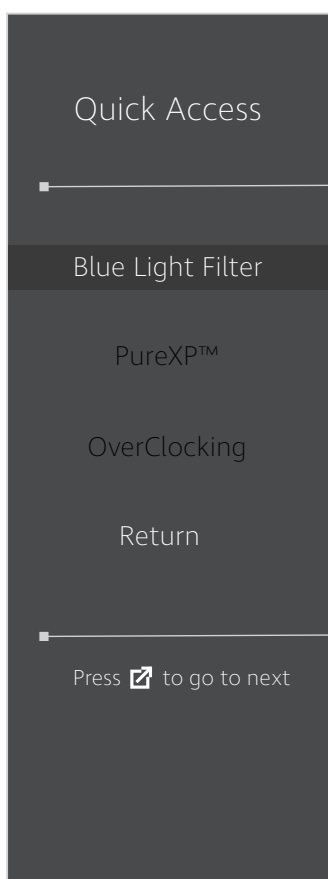 Quick Access
Blue Light Filter
PureXP™
OverClocking
Return
Press to go to next